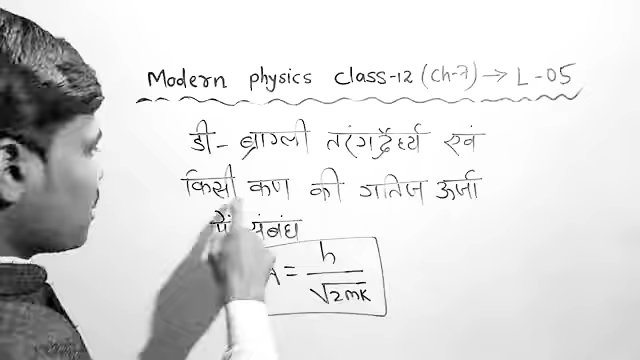 Modern physics class-12 (Ch-7) → L-05
डी-ब्राग्ली तरंगदैर्ध्य एवं
किसी कण की गतिज ऊर्जा
में संबंध
= h / √2mk